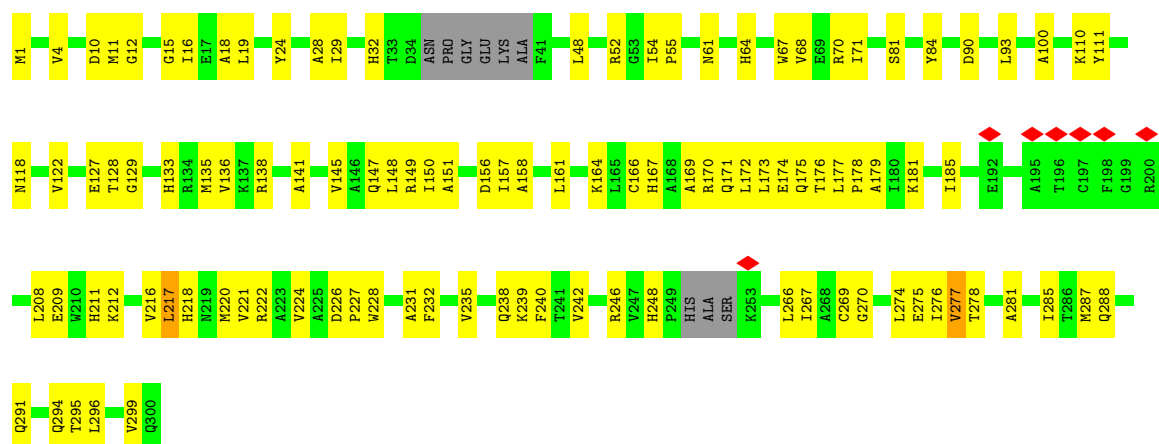 M1 V4 D10 M11 G12 G15 I16 E17 A18 L19 Y24 A28 I29 H32 T33 D34 ASN PRO GLY GLU LYS ALA F41 L48 R52 G53 I54 P55 N61 H64 W67 V68 E69 R70 I71 S81 Y84 D90 L93 A100 K110 Y111
N118 V122 E127 T128 G129 H133 R134 M135 V136 K137 R138 A141 V145 A146 Q147 L148 R149 I150 A151 D156 I157 A158 L161 K164 L165 C166 H167 A168 A169 R170 Q171 L172 L173 E174 Q175 T176 L177 P178 A179 I180 K181 I185 E192 A195 T196 C197 F198 G199 R200
L208 E209 W210 H211 K212 V216 L217 H218 N219 M220 V221 R222 A223 V224 A225 D226 P227 W228 A231 F232 V235 Q238 K239 F240 T241 V242 R246 V247 H248 P249 HIS ALA SER K253 L266 I267 A268 C269 G270 L274 E275 I276 V277 T278 A281 I285 T286 M287 Q288
Q291 Q294 T295 L296 V299 Q300